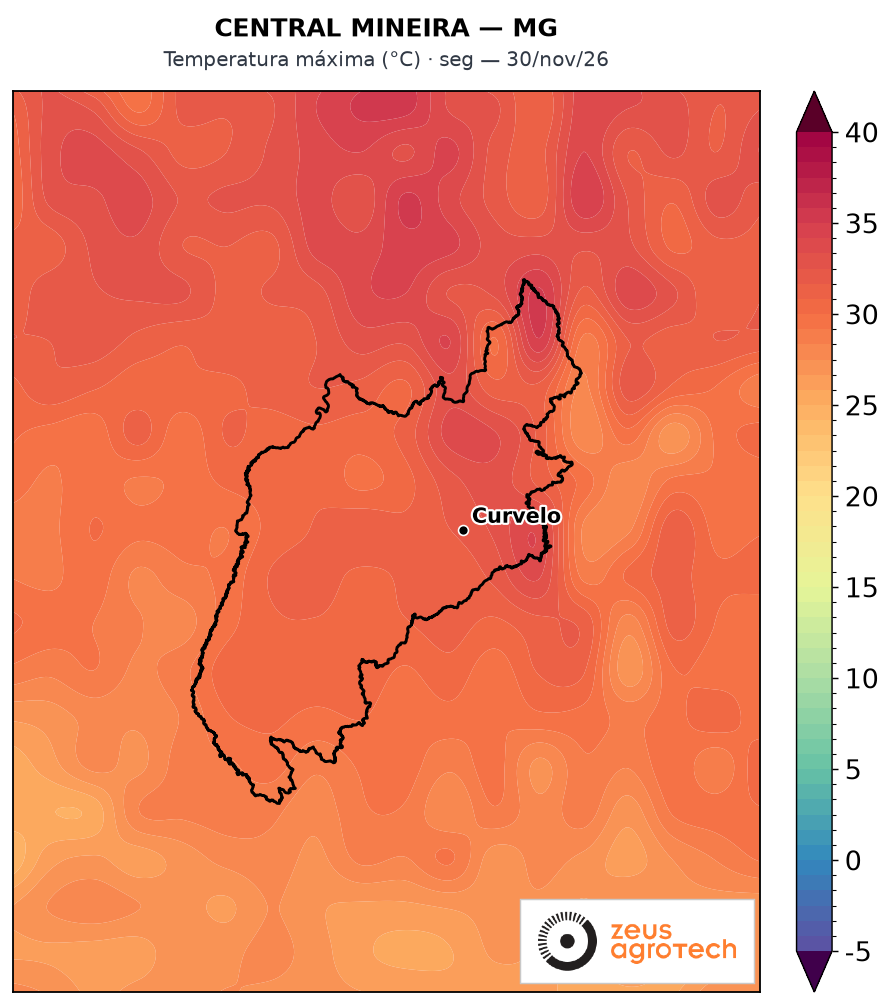 CENTRAL MINEIRA — MG
Temperatura máxima (°C) · seg — 30/nov/26
40
35
30
25
20
15
10
5
0
-5
Curvelo
zeus
agrotech